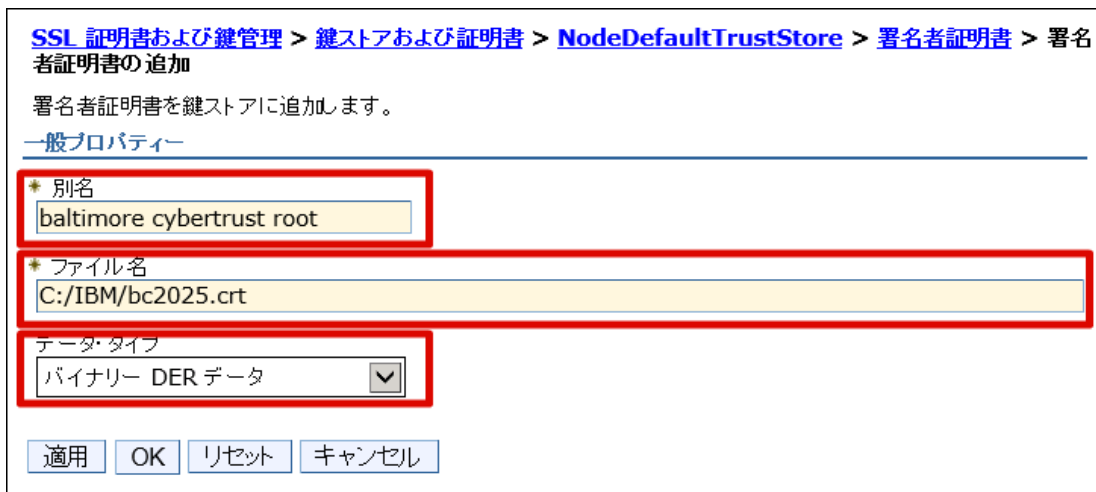 SSL 証明書および鍵管理 > 鍵ストアおよび証明書 > NodeDefaultTrustStore > 署名者証明書 > 署名
者証明書の追加
署名者証明書を鍵ストアに追加します。
一般プロパティー
* 別名
baltimore cybertrust root
* ファイル名
C:/IBM/bc2025.crt
データ・タイプ
バイナリー DER データ
適用 OK リセット キャンセル